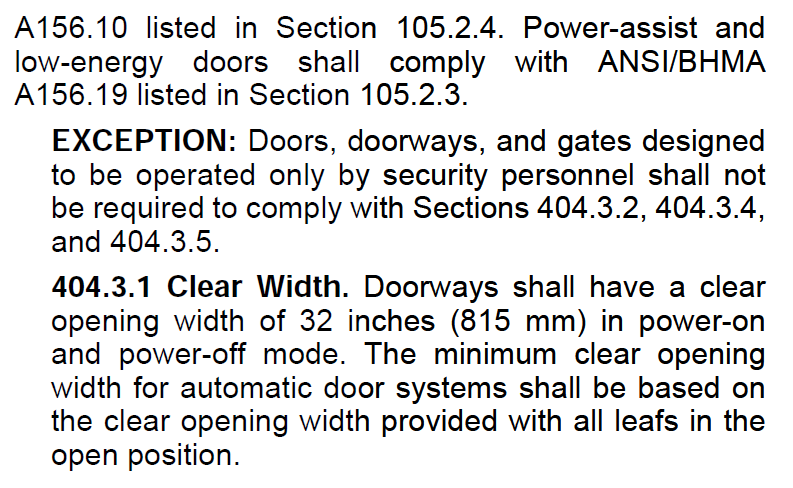 A156.10 listed in Section 105.2.4. Power-assist and
low-energy doors shall comply with ANSI/BHMA
A156.19 listed in Section 105.2.3.
EXCEPTION: Doors, doorways, and gates designed
to be operated only by security personnel shall not
be required to comply with Sections 404.3.2, 404.3.4,
and 404.3.5.
404.3.1 Clear Width. Doorways shall have a clear
opening width of 32 inches (815 mm) in power-on
and power-off mode. The minimum clear opening
width for automatic door systems shall be based on
the clear opening width provided with all leafs in the
open position.